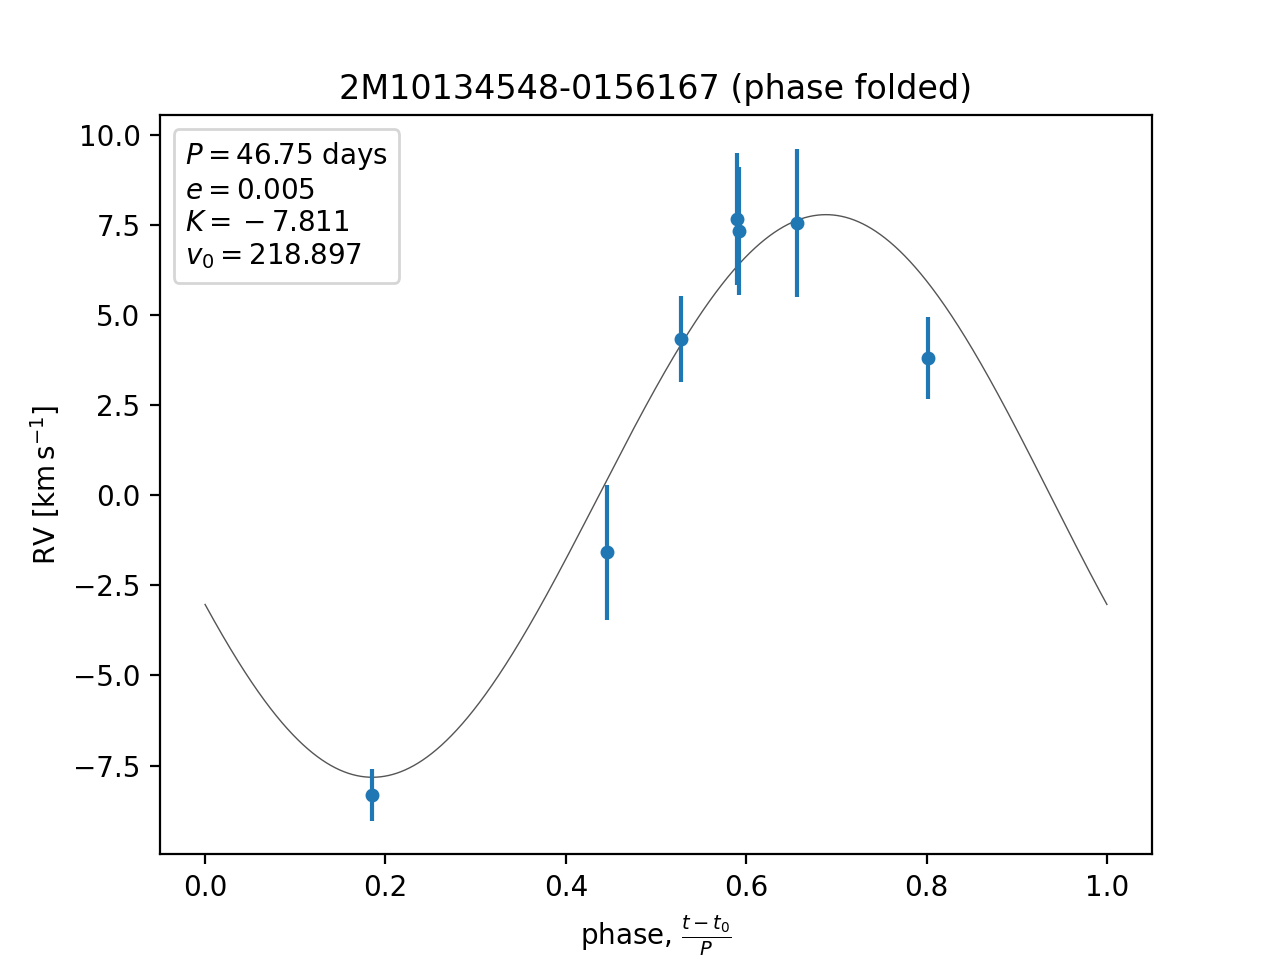 2M10134548-0156167 (phase folded)
P = 46.75 days
e = 0.005
K = −7.811
v₀ = 218.897
RV [km s⁻¹]
10.0
7.5
5.0
2.5
0.0
−2.5
−5.0
−7.5
0.0 0.2 0.4 0.6 0.8 1.0
phase, (t − t₀)/P